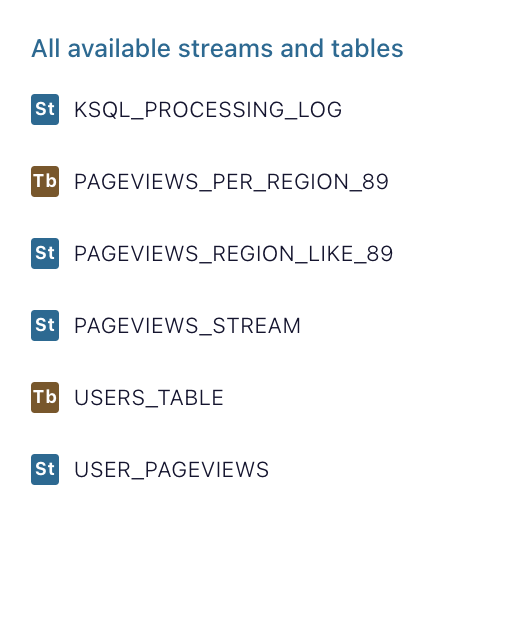 All available streams and tables
St KSQL_PROCESSING_LOG
Tb PAGEVIEWS_PER_REGION_89
St PAGEVIEWS_REGION_LIKE_89
St PAGEVIEWS_STREAM
Tb USERS_TABLE
St USER_PAGEVIEWS